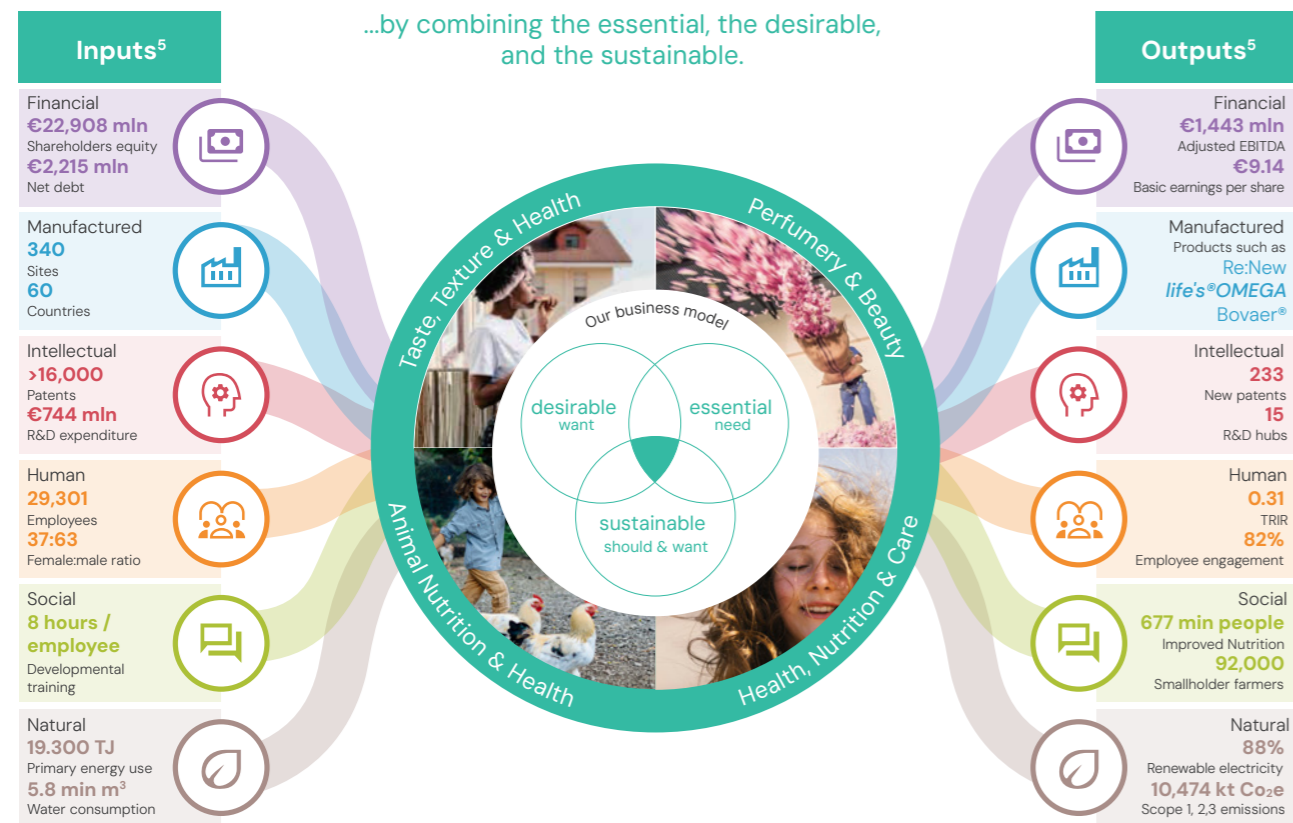 ...by combining the essential, the desirable,
and the sustainable.
Inputs⁵
Financial
€22,908 mln
Shareholders equity
€2,215 mln
Net debt
Manufactured
340
Sites
60
Countries
Intellectual
>16,000
Patents
€744 mln
R&D expenditure
Human
29,301
Employees
37:63
Female:male ratio
Social
8 hours /
employee
Developmental
training
Natural
19.300 TJ
Primary energy use
5.8 min m³
Water consumption
Taste, Texture & Health
Perfumery & Beauty
Animal Nutrition & Health
Health, Nutrition & Care
Our business model
desirable
want
essential
need
sustainable
should & want
Outputs⁵
Financial
€1,443 mln
Adjusted EBITDA
€9.14
Basic earnings per share
Manufactured
Products such as
Re:New
life's®OMEGA
Bovaer®
Intellectual
233
New patents
15
R&D hubs
Human
0.31
TRIR
82%
Employee engagement
Social
677 min people
Improved Nutrition
92,000
Smallholder farmers
Natural
88%
Renewable electricity
10,474 kt Co₂e
Scope 1, 2,3 emissions